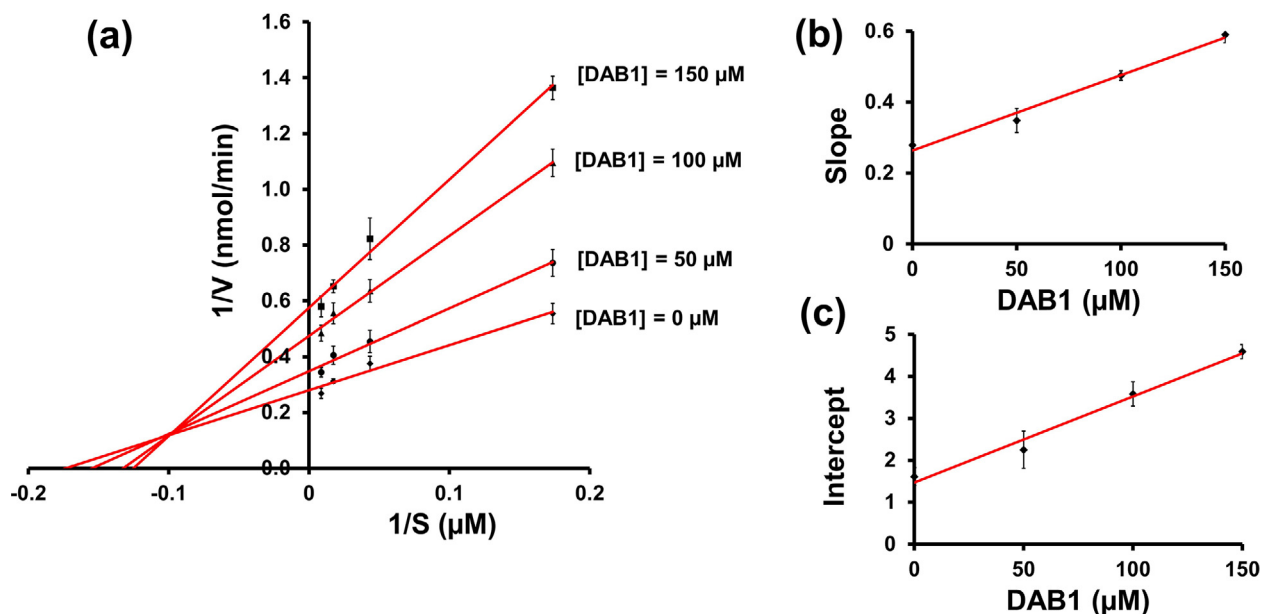 (a)
1.6
1.4
1.2
1.0
0.8
0.6
0.4
0.2
0.0
1/V (nmol/min)
-0.2
-0.1
0
0.1
0.2
1/S (µM)
[DAB1] = 150 µM
[DAB1] = 100 µM
[DAB1] = 50 µM
[DAB1] = 0 µM
(b)
0.6
0.4
0.2
0
Slope
0
50
100
150
DAB1 (µM)
(c)
5
4
3
2
1
0
Intercept
0
50
100
150
DAB1 (µM)